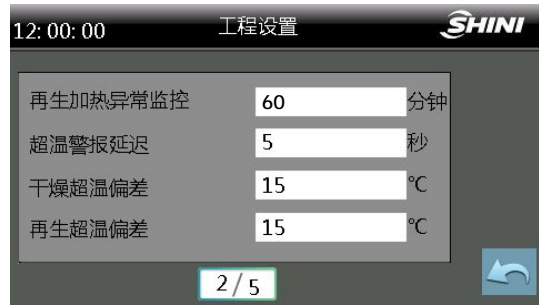 12:00:00 工程设置 SHINI
再生加热异常监控 60 分钟
超温警报延迟 5 秒
干燥超温偏差 15 ℃
再生超温偏差 15 ℃
2/5